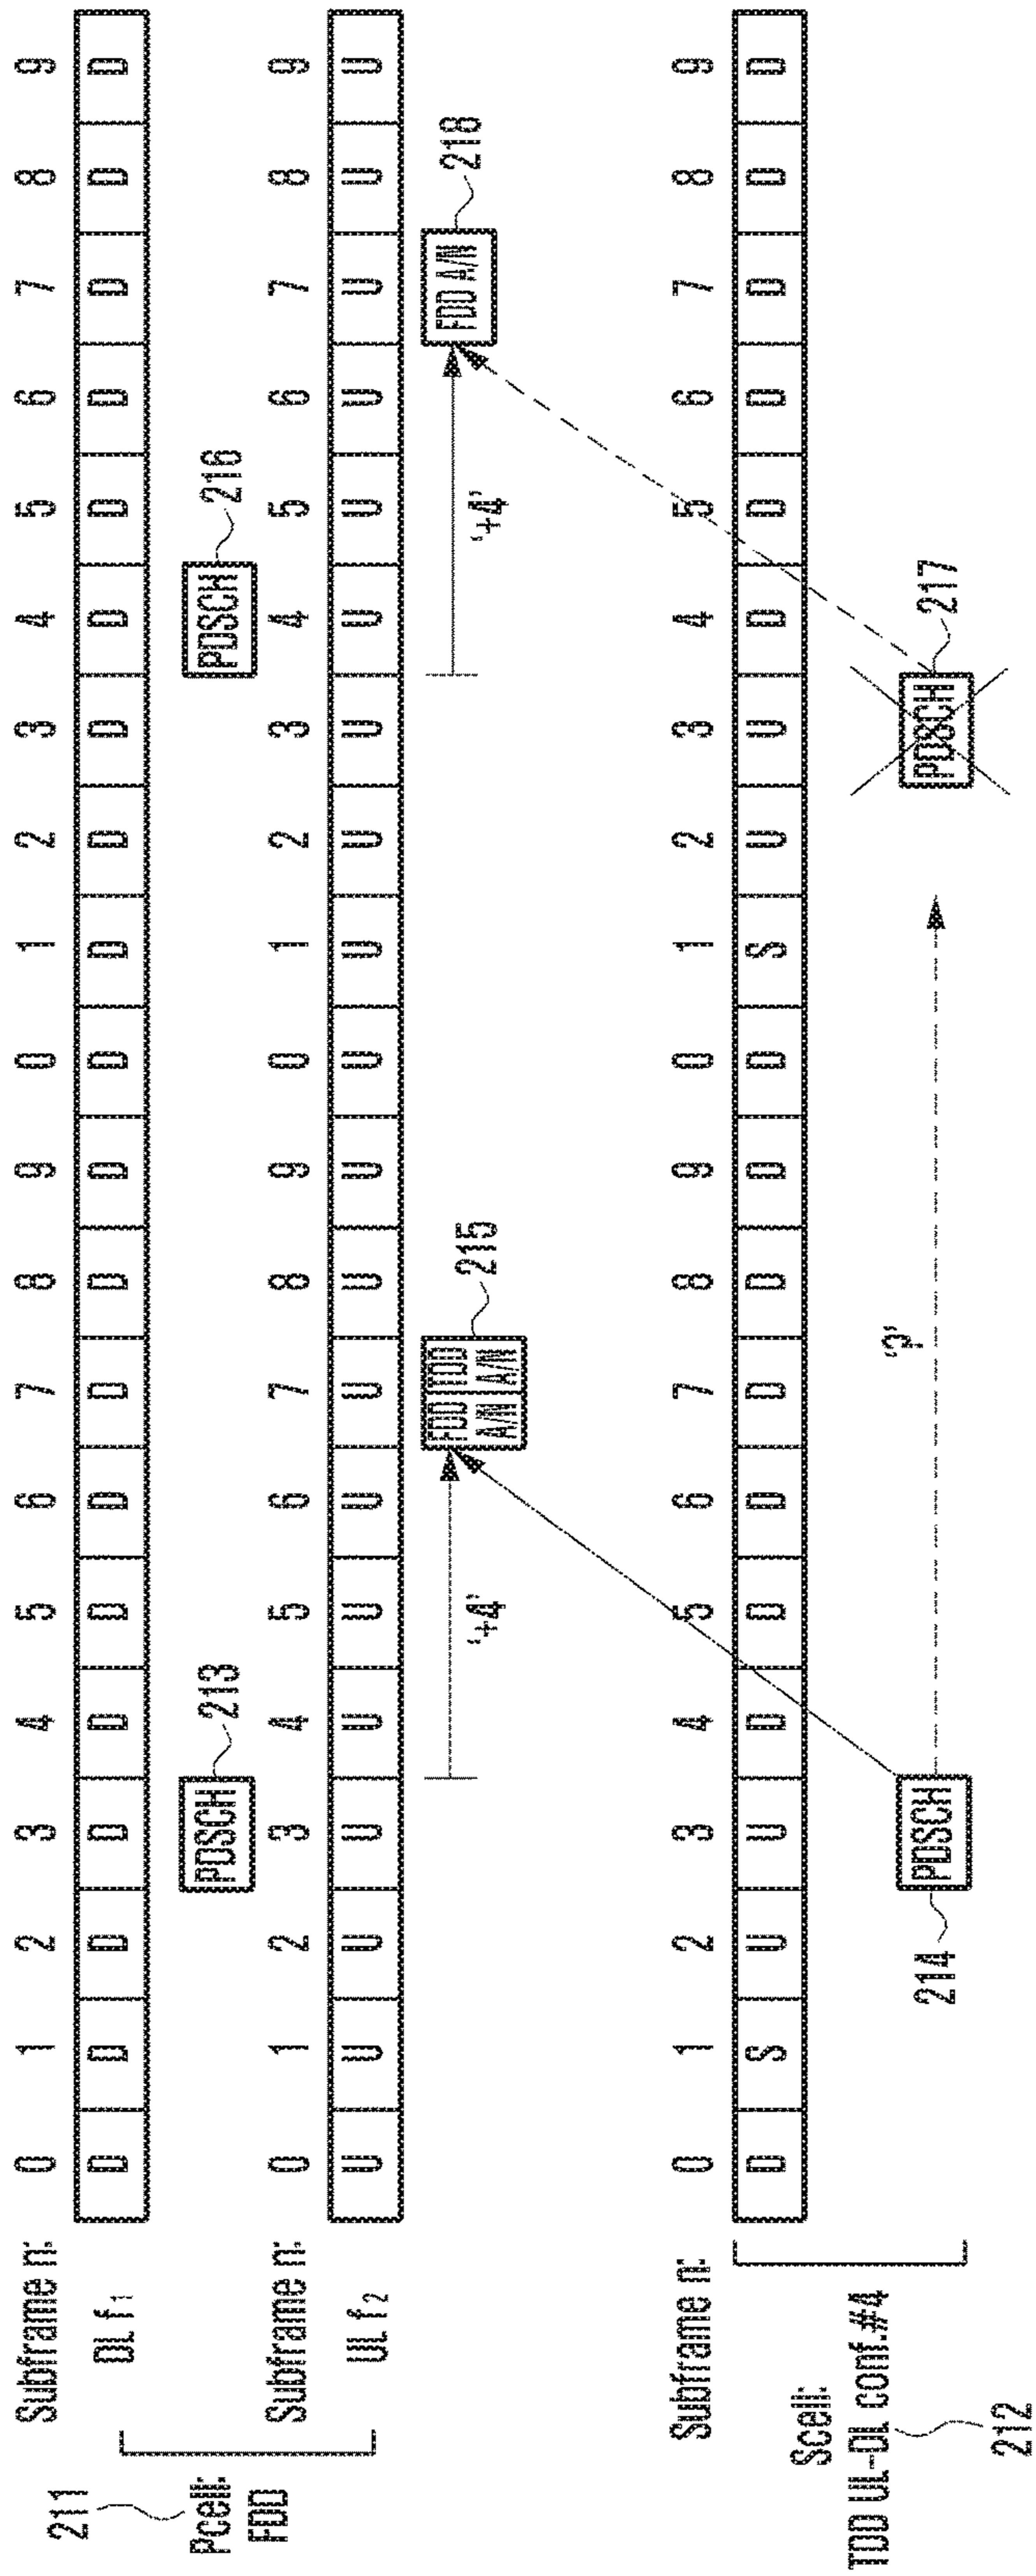 211
Pcell:
FDD
Subframe n: 0 1 2 3 4 5 6 7 8 9 0 1 2 3 4 5 6 7 8 9
DL f1 D D D D D D D D D D D D D D D D D D D D
PDSCH 213
PDSCH 216
Subframe n: 0 1 2 3 4 5 6 7 8 9 0 1 2 3 4 5 6 7 8 9
UL f2 U U U U U U U U U U U U U U U U U U U U
'+4'
FDD TDD
A/N A/N
215
'+4'
FDD A/N
218
Subframe n: 0 1 2 3 4 5 6 7 8 9 0 1 2 3 4 5 6 7 8 9
D S U U D D D D D D D S U U D D D D D D
Scell:
TDD UL-DL conf.#4
212
214
PDSCH
'?'
PDSCH
217